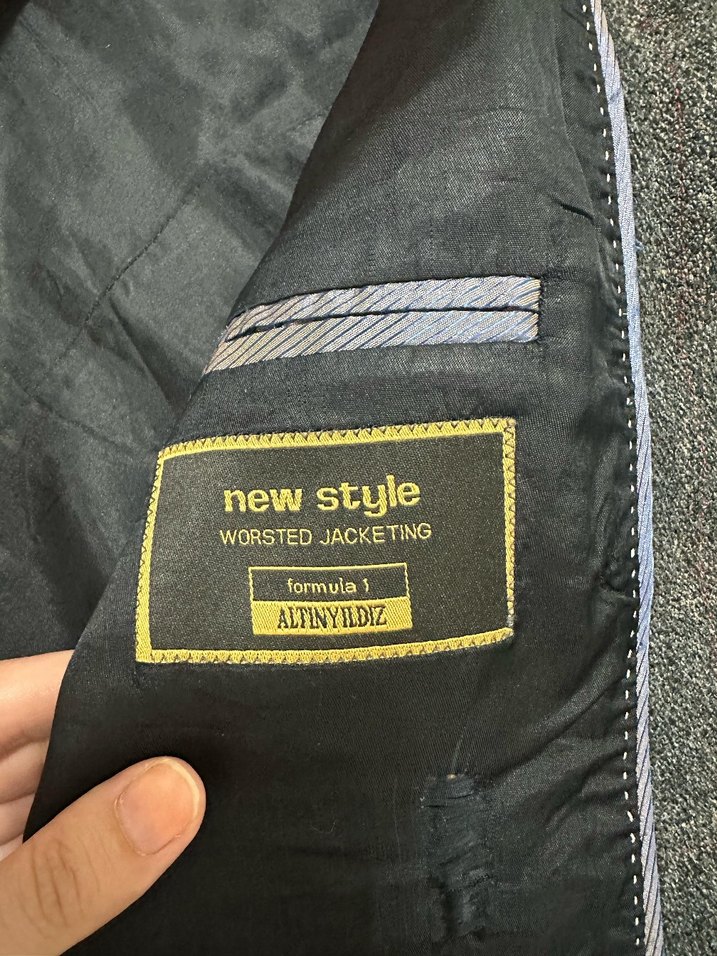 new style
WORSTED JACKETING
formula 1
ALTINYILDIZ